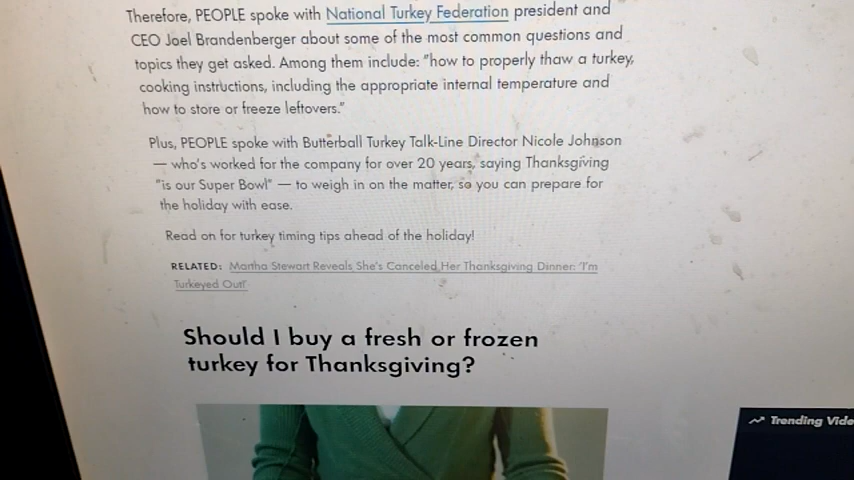 Therefore, PEOPLE spoke with National Turkey Federation president and
CEO Joel Brandenberger about some of the most common questions and
topics they get asked. Among them include: "how to properly thaw a turkey,
cooking instructions, including the appropriate internal temperature and
how to store or freeze leftovers."
Plus, PEOPLE spoke with Butterball Turkey Talk-Line Director Nicole Johnson
— who's worked for the company for over 20 years, saying Thanksgiving
"is our Super Bowl" — to weigh in on the matter, so you can prepare for
the holiday with ease.
Read on for turkey timing tips ahead of the holiday!
RELATED: Martha Stewart Reveals She's Canceled Her Thanksgiving Dinner: 'I'm
Turkeyed Out!'
Should I buy a fresh or frozen
turkey for Thanksgiving?
Trending Vide